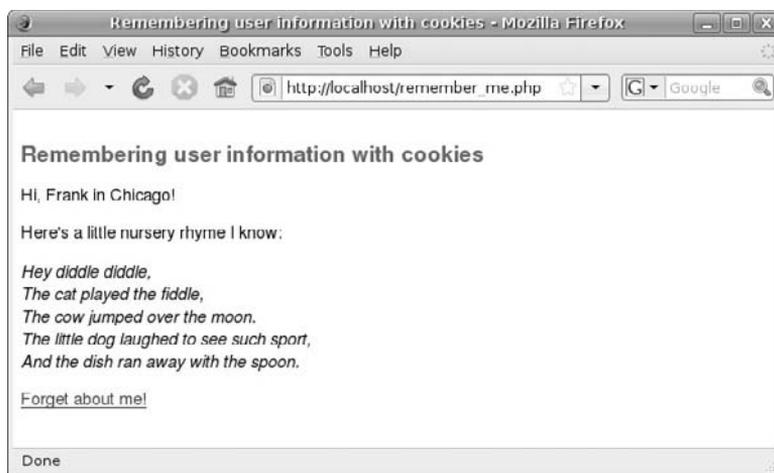 Remembering user information with cookies - Mozilla Firefox
File Edit View History Bookmarks Tools Help
http://localhost/remember_me.php G Google
Remembering user information with cookies
Hi, Frank in Chicago!
Here's a little nursery rhyme I know:
Hey diddle diddle,
The cat played the fiddle,
The cow jumped over the moon.
The little dog laughed to see such sport,
And the dish ran away with the spoon.
Forget about me!
Done